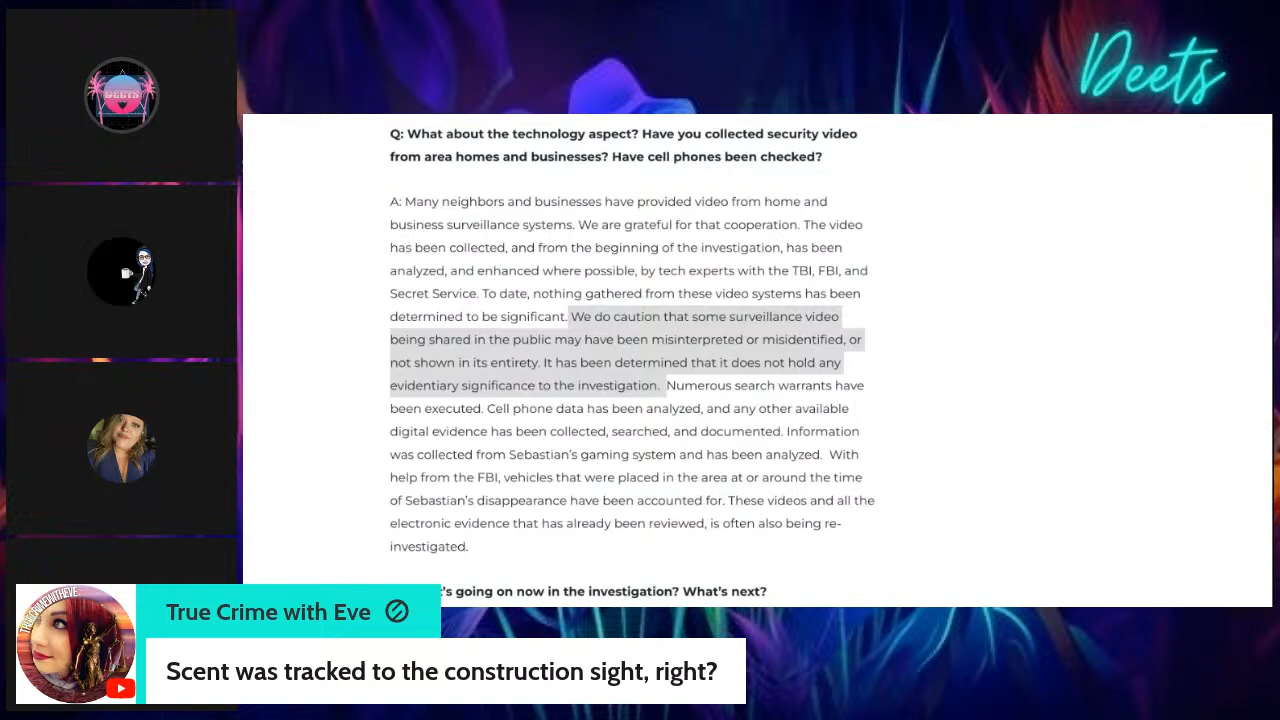 Deets
DEETS
Q: What about the technology aspect? Have you collected security video
from area homes and businesses? Have cell phones been checked?
A: Many neighbors and businesses have provided video from home and
business surveillance systems. We are grateful for that cooperation. The video
has been collected, and from the beginning of the investigation, has been
analyzed, and enhanced where possible, by tech experts with the TBI, FBI, and
Secret Service. To date, nothing gathered from these video systems has been
determined to be significant. We do caution that some surveillance video
being shared in the public may have been misinterpreted or misidentified, or
not shown in its entirety. It has been determined that it does not hold any
evidentiary significance to the investigation. Numerous search warrants have
been executed. Cell phone data has been analyzed, and any other available
digital evidence has been collected, searched, and documented. Information
was collected from Sebastian's gaming system and has been analyzed. With
help from the FBI, vehicles that were placed in the area at or around the time
of Sebastian's disappearance have been accounted for. These videos and all the
electronic evidence that has already been reviewed, is often also being re-
investigated.
's going on now in the investigation? What's next?
TRUECRIMEWITHEVE
True Crime with Eve
Scent was tracked to the construction sight, right?